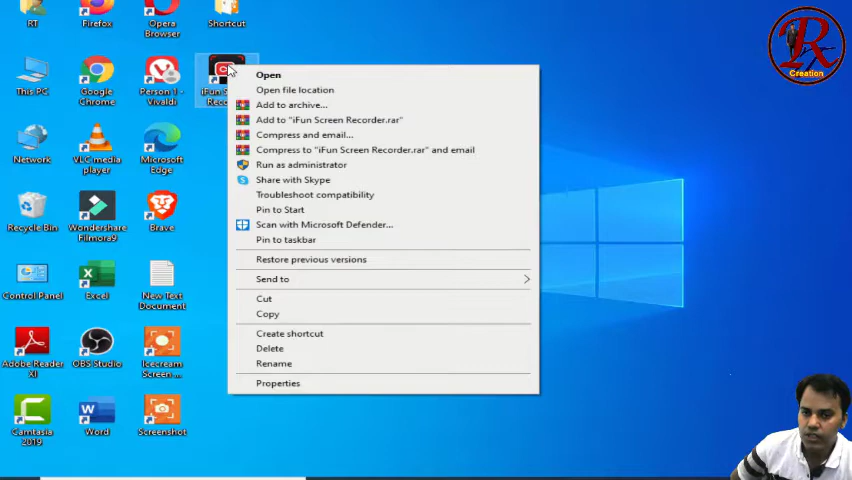 RT
Firefox
Opera
Browser
Shortcut
This PC
Google
Chrome
Person 1 -
Vivaldi
iFun S
Reco
Network
VLC media
player
Microsoft
Edge
Recycle Bin
Wondershare
Filmora9
Brave
Control Panel
Excel
New Text
Document
Adobe Reader
XI
OBS Studio
Icecream
Screen ...
Camtasia
2019
Word
Screenshot
Open
Open file location
Add to archive...
Add to "iFun Screen Recorder.rar"
Compress and email...
Compress to "iFun Screen Recorder.rar" and email
Run as administrator
Share with Skype
Troubleshoot compatibility
Pin to Start
Scan with Microsoft Defender...
Pin to taskbar
Restore previous versions
Send to
Cut
Copy
Create shortcut
Delete
Rename
Properties
Creation